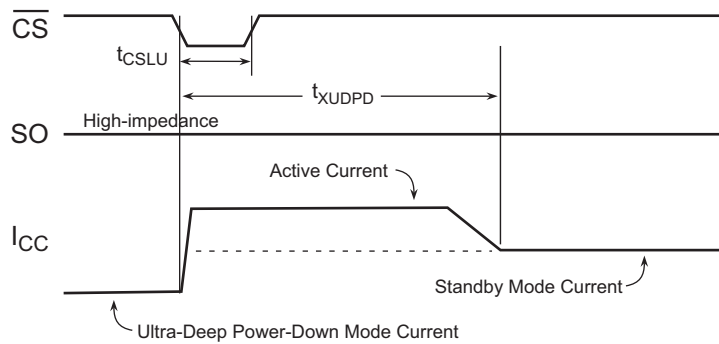 CS
tCSLU
tXUDPD
High-impedance
SO
Active Current
ICC
Standby Mode Current
Ultra-Deep Power-Down Mode Current